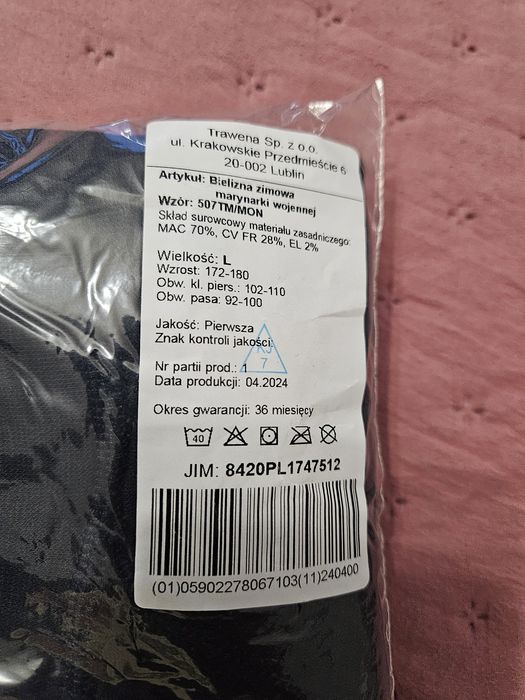 Trawena Sp. z o.o.
ul. Krakowskie Przedmieście 6
20-002 Lublin
Artykuł: Bielizna zimowa
marynarki wojennej
Wzór: 507TM/MON
Skład surowcowy materiału zasadniczego:
MAC 70%, CV FR 28%, EL 2%
Wielkość: L
Wzrost: 172-180
Obw. kl. piers.: 102-110
Obw. pasa: 92-100
Jakość: Pierwsza
Znak kontroli jakości:
KJ
7
Nr partii prod.: 1
Data produkcji: 04.2024
Okres gwarancji: 36 miesięcy
40
JIM: 8420PL1747512
(01)05902278067103(11)240400